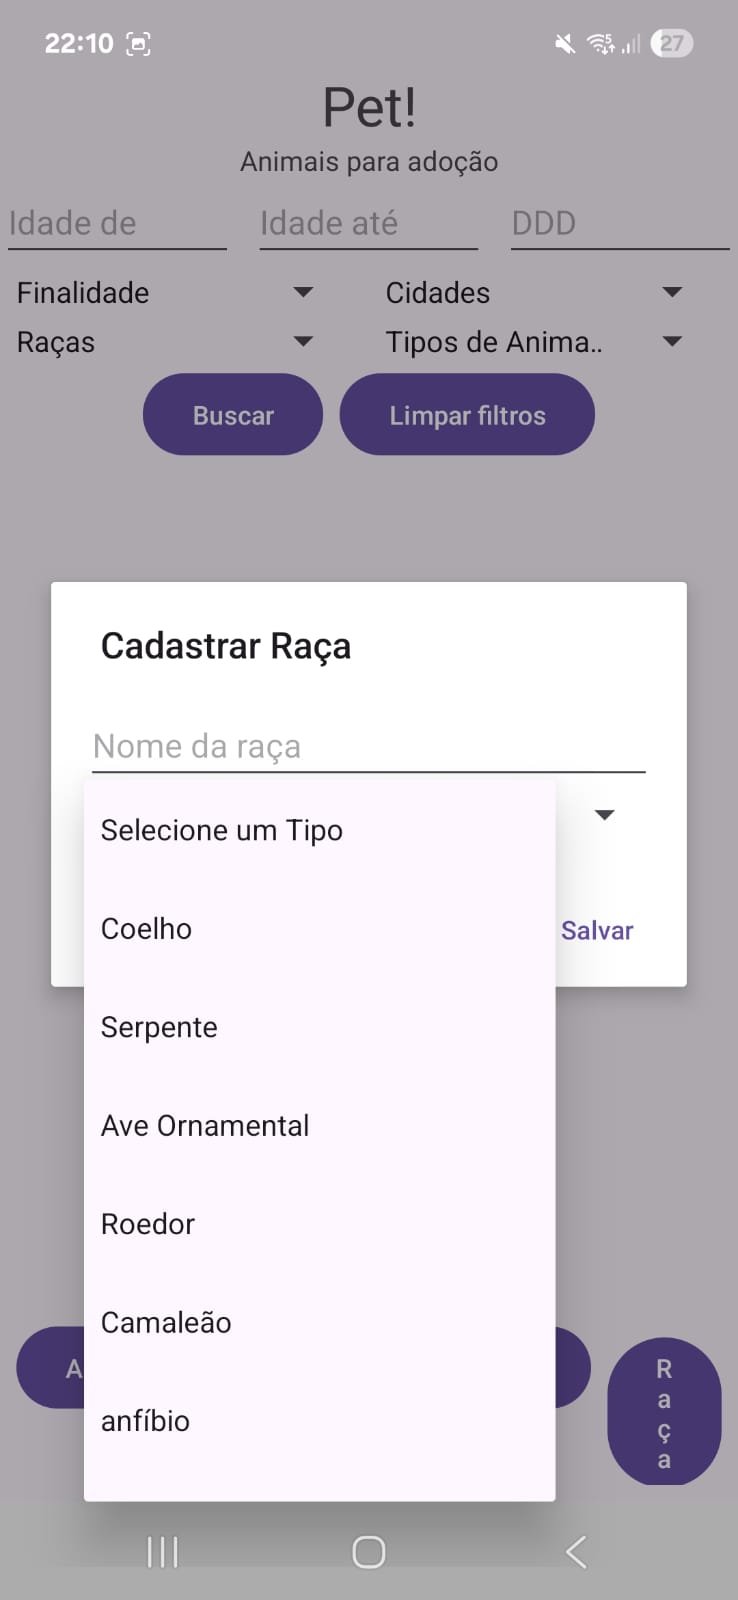 22:10
27
Pet!
Animais para adoção
Idade de Idade até DDD
Finalidade Cidades
Raças Tipos de Anima..
Buscar Limpar filtros
Cadastrar Raça
Nome da raça
Selecione um Tipo
Coelho
Salvar
Serpente
Ave Ornamental
Roedor
Camaleão
anfíbio
A
R
a
ç
a